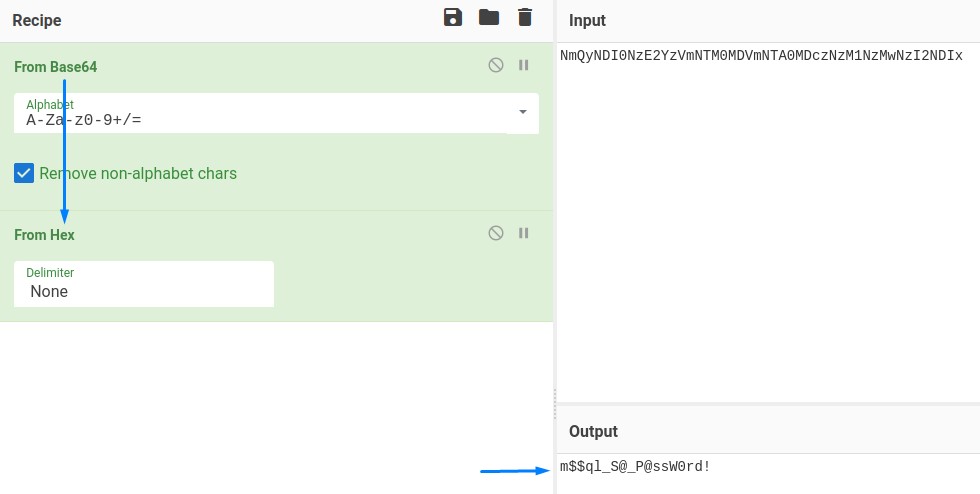 Recipe
From Base64
Alphabet
A-Za-z0-9+/=
Remove non-alphabet chars
From Hex
Delimiter
None
Input
NmQyNDI0NzE2YzVmNTM0MDVmNTA0MDczNzM1NzMwNzI2NDIx
Output
m$$ql_S@_P@ssW0rd!